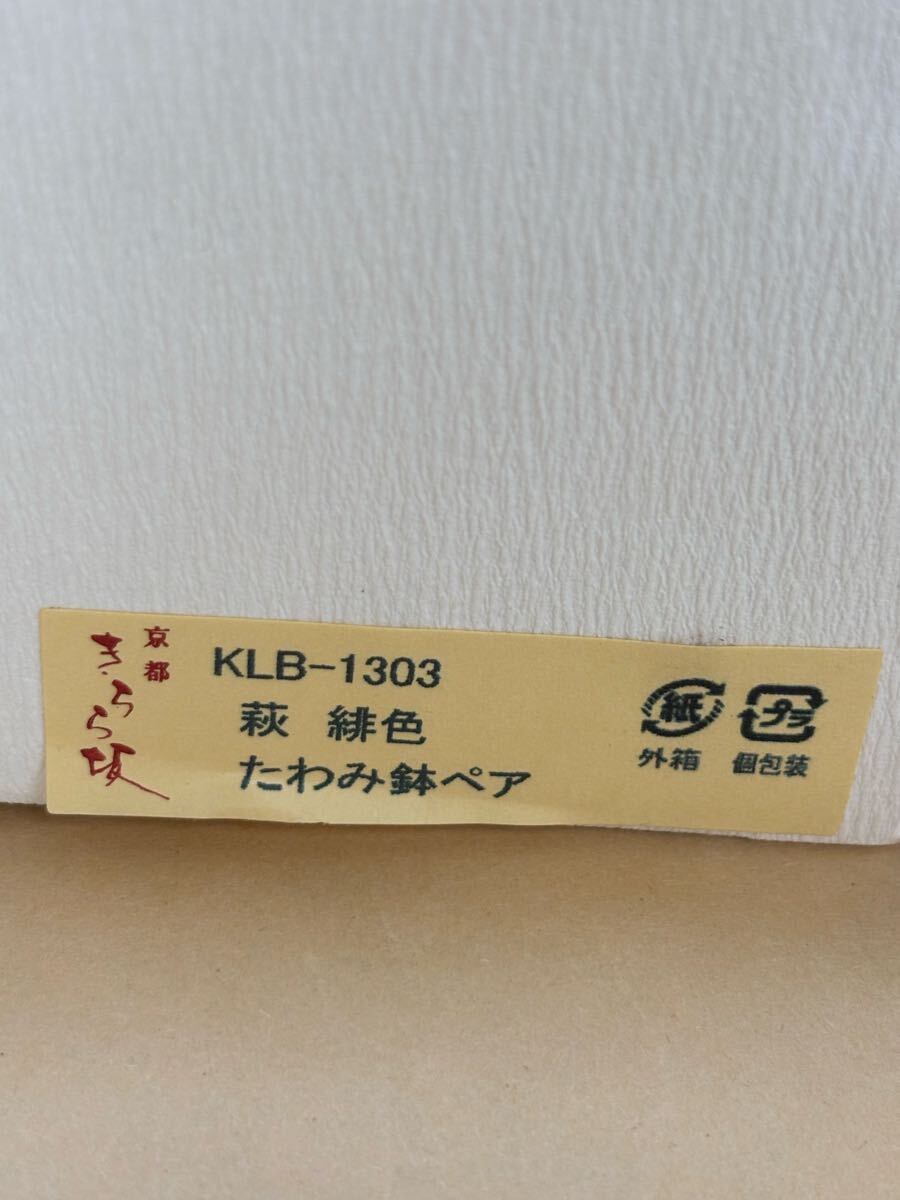 京都
きらら坂
KLB-1303
萩 緋色
たわみ鉢ペア
紙
外箱
プラ
個包装